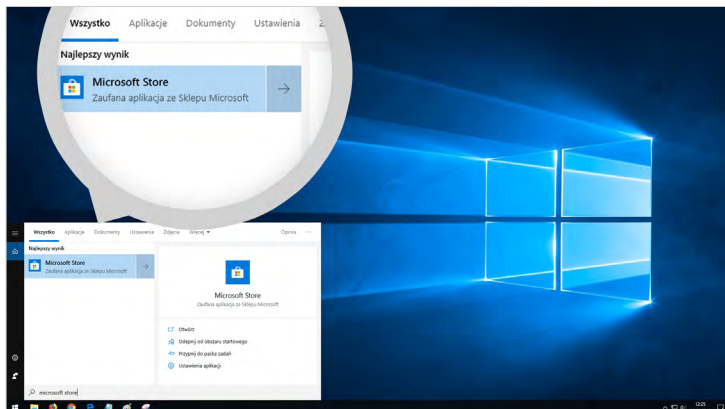 Wszystko Aplikacje Dokumenty Ustawienia
Najlepszy wynik
Microsoft Store
Zaufana aplikacja ze Sklepu Microsoft
Wszystko Aplikacje Dokumenty Ustawienia Zdjęcia Więcej Opinia
Najlepszy wynik
Microsoft Store
Zaufana aplikacja ze Sklepu Microsoft
Microsoft Store
Zaufana aplikacja ze Sklepu Microsoft
Otwórz
Odepnij od obszaru startowego
Przypnij do paska zadań
Ustawienia aplikacji
microsoft store
12:25